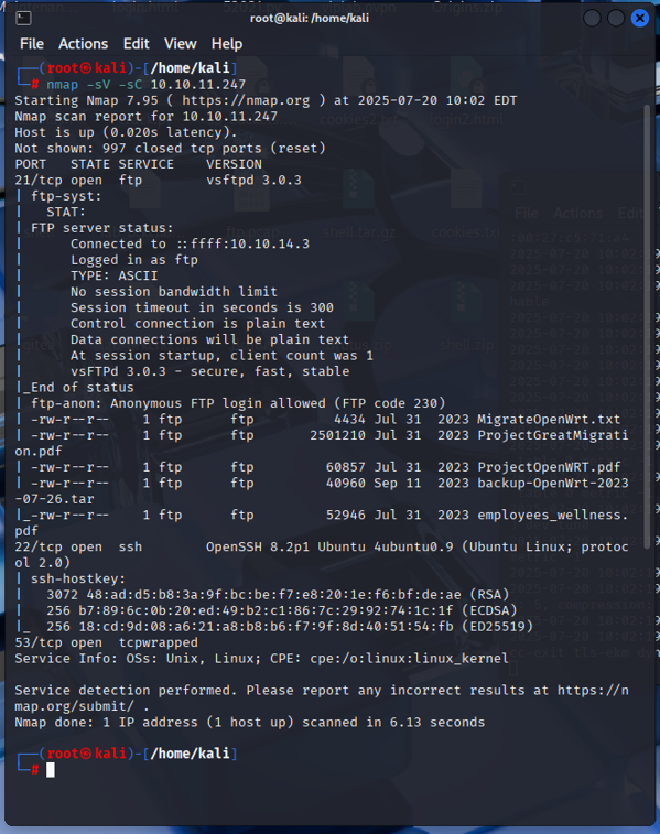 root@kali: /home/kali
File Actions Edit View Help
┌──(root㉿kali)-[/home/kali]
└─# nmap -sV -sC 10.10.11.247
Starting Nmap 7.95 ( https://nmap.org ) at 2025-07-20 10:02 EDT
Nmap scan report for 10.10.11.247
Host is up (0.020s latency).
Not shown: 997 closed tcp ports (reset)
PORT   STATE SERVICE    VERSION
21/tcp open  ftp        vsftpd 3.0.3
| ftp-syst:
|   STAT:
| FTP server status:
|      Connected to ::ffff:10.10.14.3
|      Logged in as ftp
|      TYPE: ASCII
|      No session bandwidth limit
|      Session timeout in seconds is 300
|      Control connection is plain text
|      Data connections will be plain text
|      At session startup, client count was 1
|      vsFTPd 3.0.3 - secure, fast, stable
|_End of status
| ftp-anon: Anonymous FTP login allowed (FTP code 230)
| -rw-r--r--    1 ftp      ftp          4434 Jul 31  2023 MigrateOpenWrt.txt
| -rw-r--r--    1 ftp      ftp       2501210 Jul 31  2023 ProjectGreatMigrati
on.pdf
| -rw-r--r--    1 ftp      ftp         60857 Jul 31  2023 ProjectOpenWRT.pdf
| -rw-r--r--    1 ftp      ftp         40960 Sep 11  2023 backup-OpenWrt-2023
-07-26.tar
|_-rw-r--r--    1 ftp      ftp         52946 Jul 31  2023 employees_wellness.
pdf
22/tcp open  ssh        OpenSSH 8.2p1 Ubuntu 4ubuntu0.9 (Ubuntu Linux; protoc
ol 2.0)
| ssh-hostkey:
|   3072 48:ad:d5:b8:3a:9f:bc:be:f7:e8:20:1e:f6:bf:de:ae (RSA)
|   256 b7:89:6c:0b:20:ed:49:b2:c1:86:7c:29:92:74:1c:1f (ECDSA)
|_  256 18:cd:9d:08:a6:21:a8:b8:b6:f7:9f:8d:40:51:54:fb (ED25519)
53/tcp open  tcpwrapped
Service Info: OSs: Unix, Linux; CPE: cpe:/o:linux:linux_kernel
Service detection performed. Please report any incorrect results at https://n
map.org/submit/ .
Nmap done: 1 IP address (1 host up) scanned in 6.13 seconds
┌──(root㉿kali)-[/home/kali]
└─#